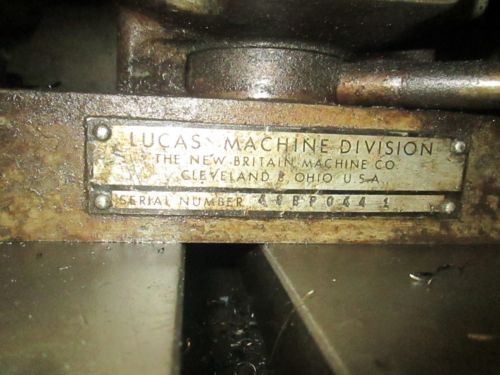 LUCAS MACHINE DIVISION
THE NEW BRITAIN MACHINE CO
CLEVELAND 8 OHIO U.S.A
SERIAL NUMBER